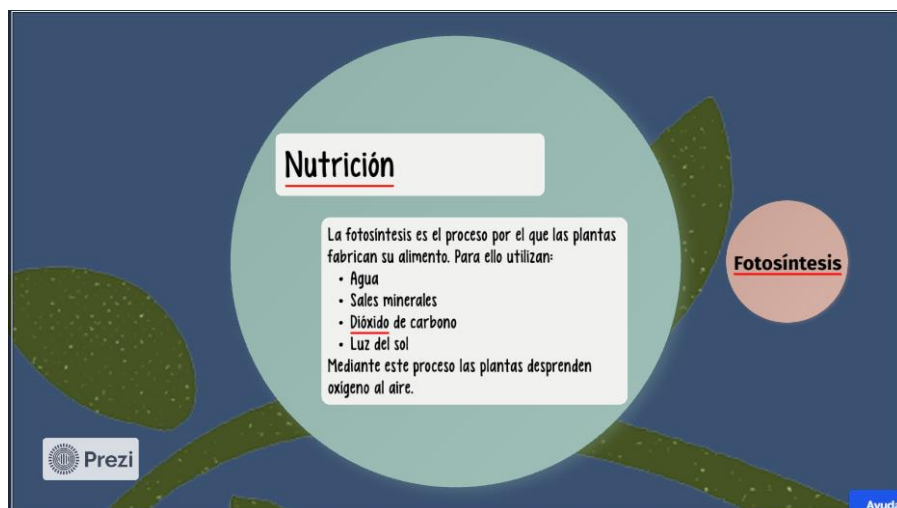 Nutrición
La fotosíntesis es el proceso por el que las plantas
fabrican su alimento. Para ello utilizan:
• Agua
• Sales minerales
• Dióxido de carbono
• Luz del sol
Mediante este proceso las plantas desprenden
oxígeno al aire.
Fotosíntesis
Prezi
Ayuda